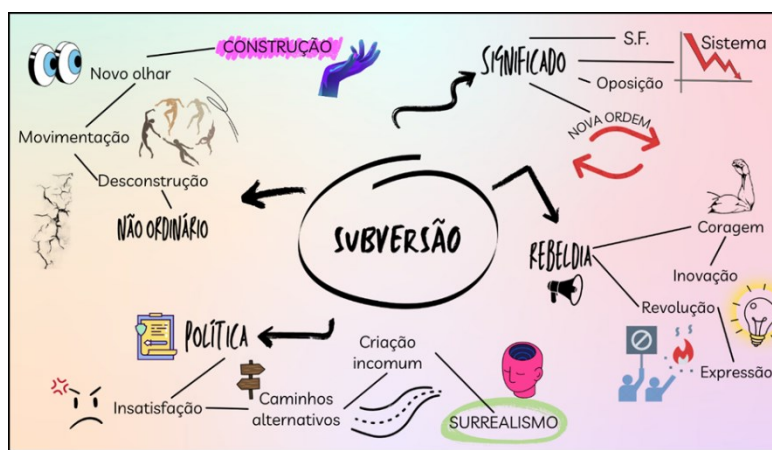 CONSTRUÇÃO
Novo olhar
Movimentação
Desconstrução
NÃO ORDINÁRIO
SIGNIFICADO
S.F.
Sistema
Oposição
NOVA ORDEM
SUBVERSÃO
REBELDIA
Coragem
Inovação
Revolução
Expressão
POLÍTICA
Insatisfação
Caminhos
alternativos
Criação
incomum
SURREALISMO